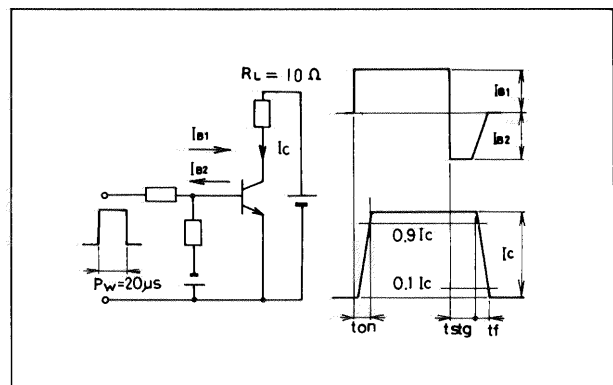 RL = 10 Ω
IB1
IB2
Ic
PW=20μs
IB1
IB2
0.9 Ic
Ic
0.1 Ic
ton
tstg
tf